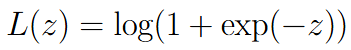 L(z) = log(1 + exp(−z))